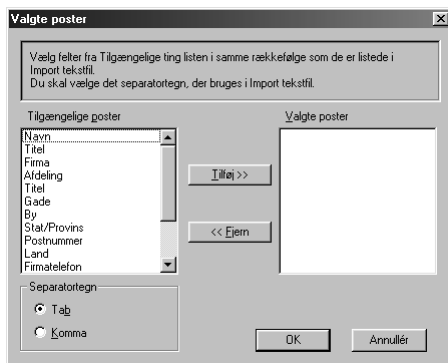 Valgte poster
Vælg felter fra Tilgængelige ting listen i samme rækkefølge som de er listede i
Import tekstfil.
Du skal vælge det separatortegn, der bruges i Import tekstfil.
Tilgængelige poster
Valgte poster
Navn
Titel
Firma
Afdeling
Titel
Gade
By
Stat/Provins
Postnummer
Land
Firmatelefon
Tilføj >>
<< Fjern
Separatortegn
Tab
Komma
OK
Annullér